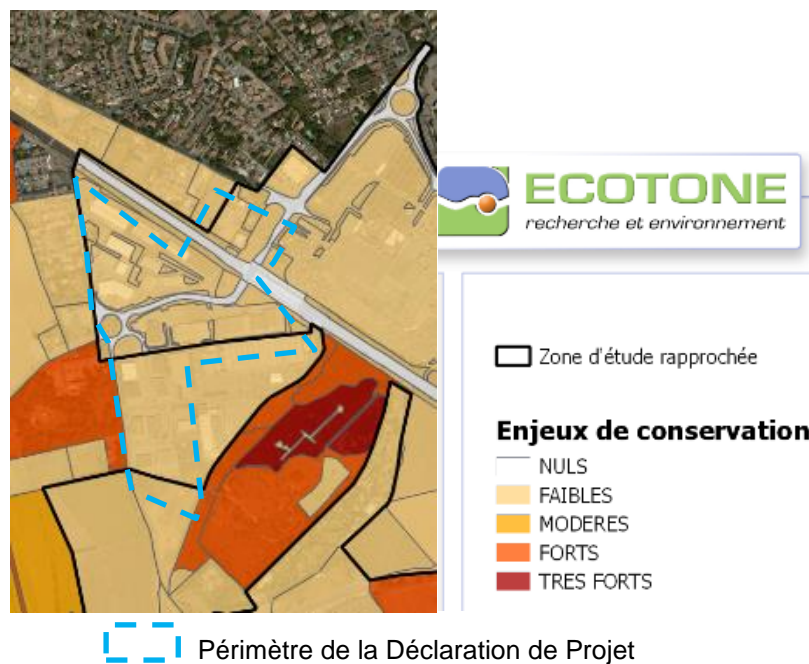 ECOTONE
recherche et environnement
Zone d'étude rapprochée
Enjeux de conservation
NULS
FAIBLES
MODERES
FORTS
TRES FORTS
Périmètre de la Déclaration de Projet